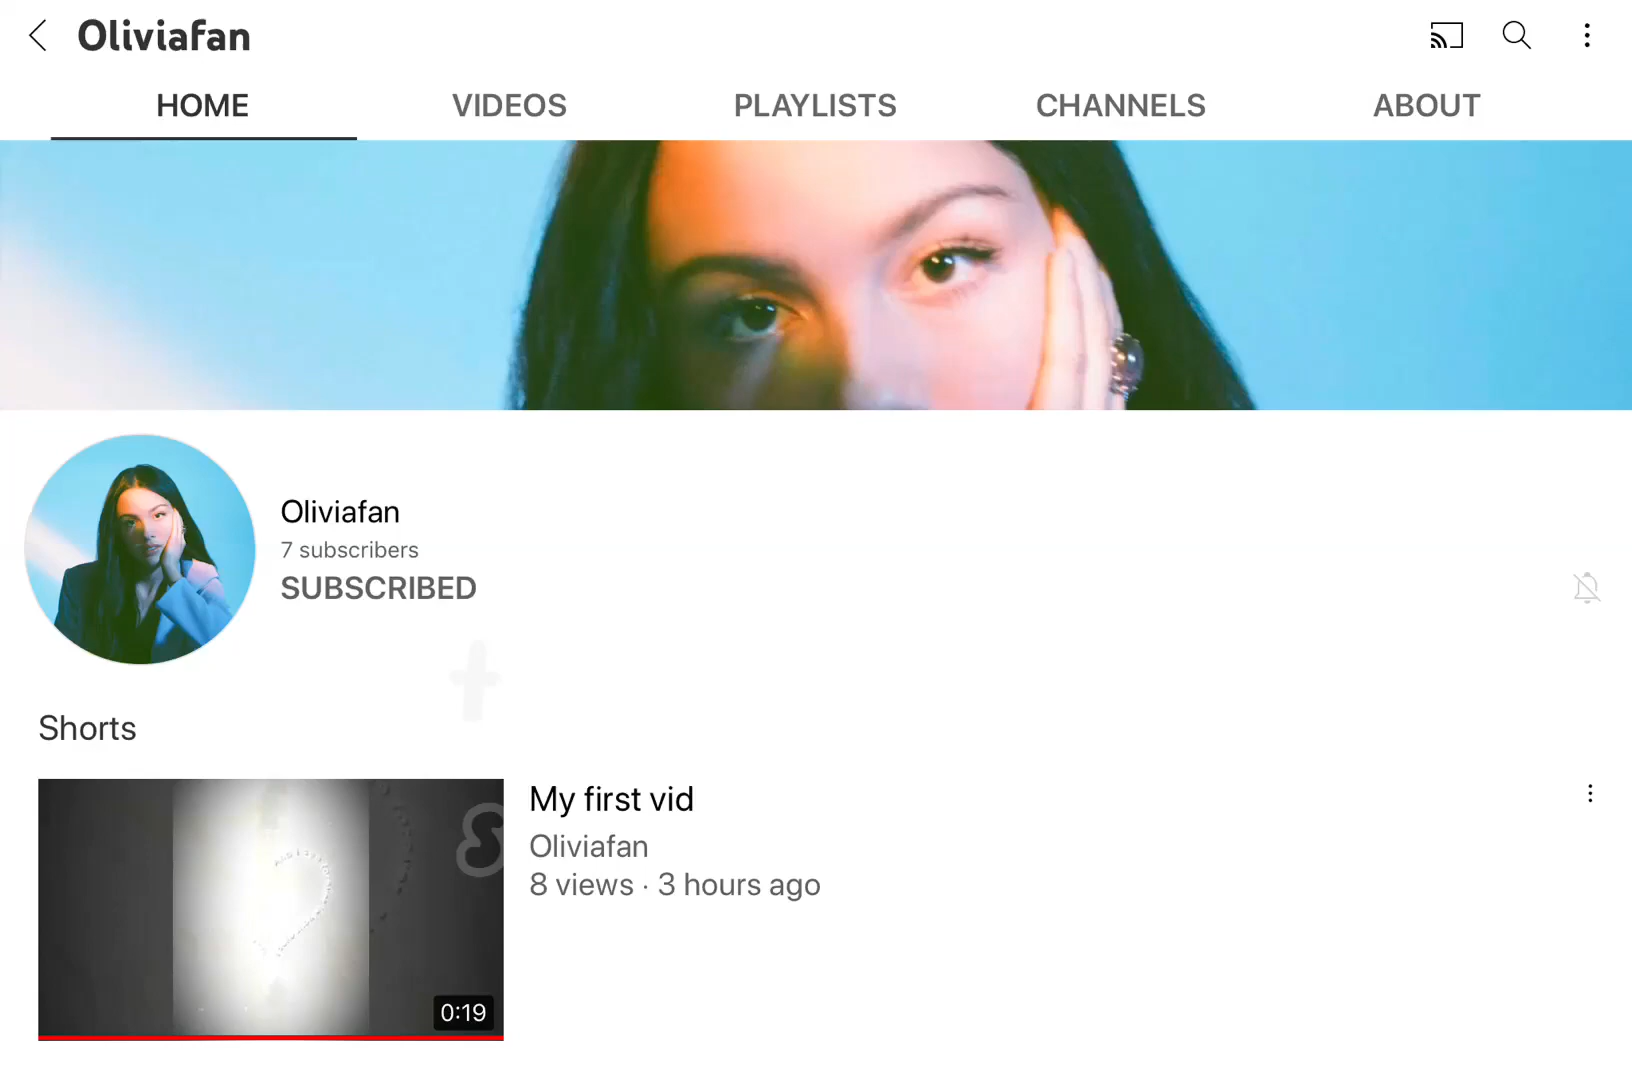 Oliviafan
HOME VIDEOS PLAYLISTS CHANNELS ABOUT
Oliviafan
7 subscribers
SUBSCRIBED
Shorts
My first vid
Oliviafan
8 views · 3 hours ago
0:19